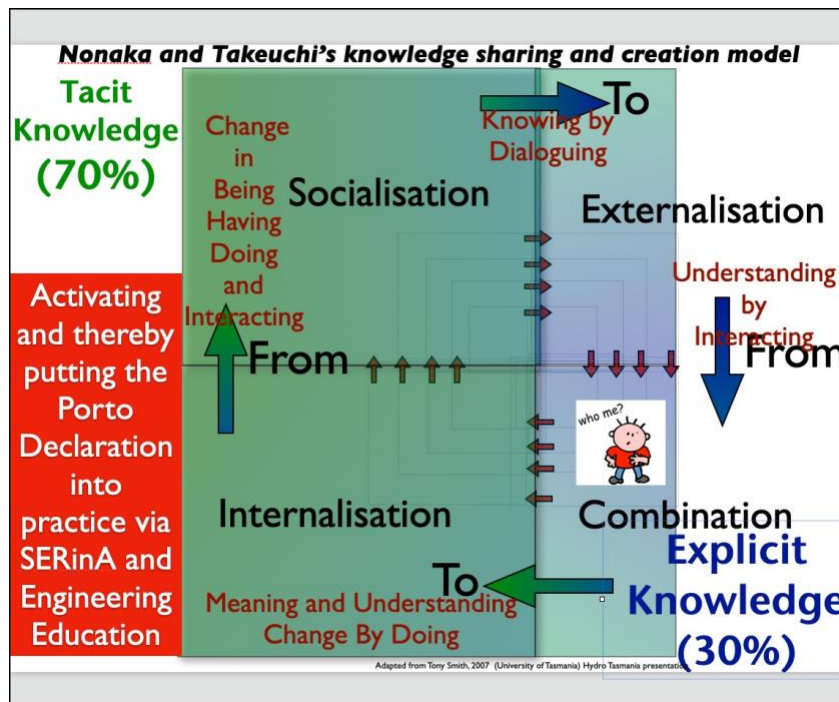 Nonaka and Takeuchi's knowledge sharing and creation model
Tacit
Knowledge
(70%)
Change
in
Being
Having
Doing
and
Interacting
Socialisation
To
Knowing by
Dialoguing
Externalisation
Understanding
by
Interacting
From
From
Activating
and thereby
putting the
Porto
Declaration
into
practice via
SERinA and
Engineering
Education
who me?
Internalisation
Combination
To
Meaning and Understanding
Change By Doing
Explicit
Knowledge
(30%)
Adapted from Tony Smith, 2007 (University of Tasmania) Hydro Tasmania presentation